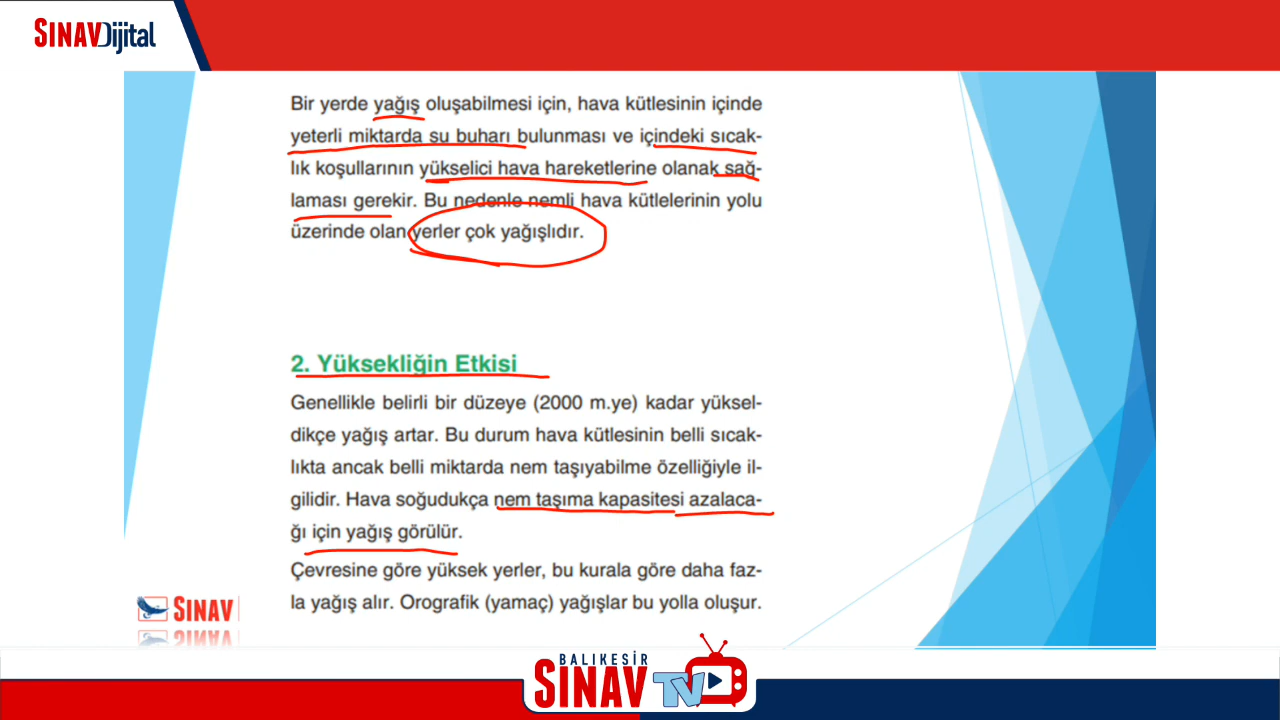 SINAVDijital
Bir yerde yağış oluşabilmesi için, hava kütlesinin içinde
yeterli miktarda su buharı bulunması ve içindeki sıcak-
lık koşullarının yükselici hava hareketlerine olanak sağ-
laması gerekir. Bu nedenle nemli hava kütlelerinin yolu
üzerinde olan yerler çok yağışlıdır.
2. Yüksekliğin Etkisi
Genellikle belirli bir düzeye (2000 m.ye) kadar yüksel-
dikçe yağış artar. Bu durum hava kütlesinin belli sıcak-
lıkta ancak belli miktarda nem taşıyabilme özelliğiyle il-
gilidir. Hava soğudukça nem taşıma kapasitesi azalaca-
ğı için yağış görülür.
Çevresine göre yüksek yerler, bu kurala göre daha faz-
la yağış alır. Orografik (yamaç) yağışlar bu yolla oluşur.
SINAV
BALIKESİR
SINAV TV